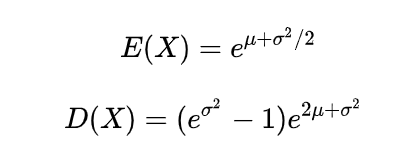 E(X) = e^{μ+σ²/2}
D(X) = (e^{σ²} − 1)e^{2μ+σ²}